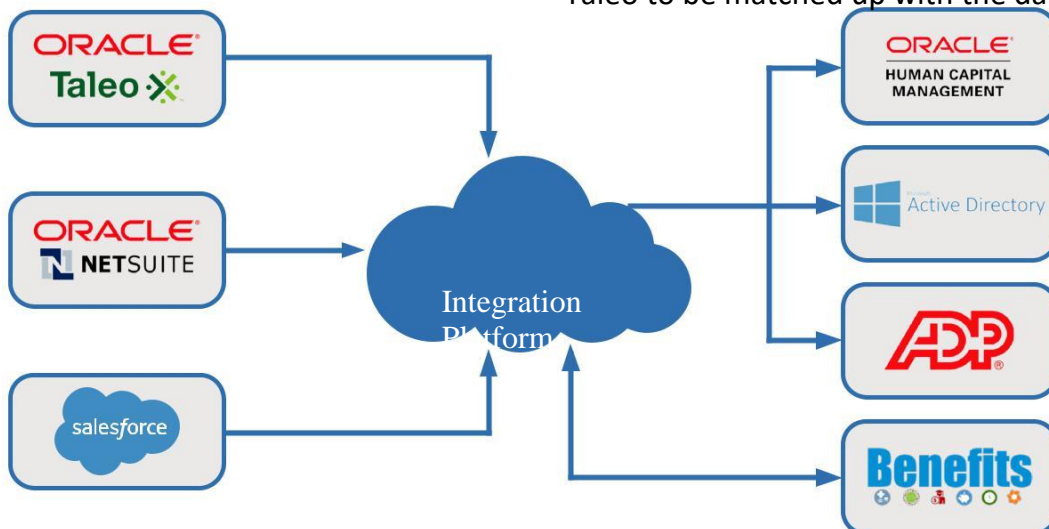 Taleo to be matched up with the da
ORACLE
Taleo
ORACLE
NETSUITE
salesforce
Integration
Platform
ORACLE
HUMAN CAPITAL
MANAGEMENT
Active Directory
ADP
Benefits